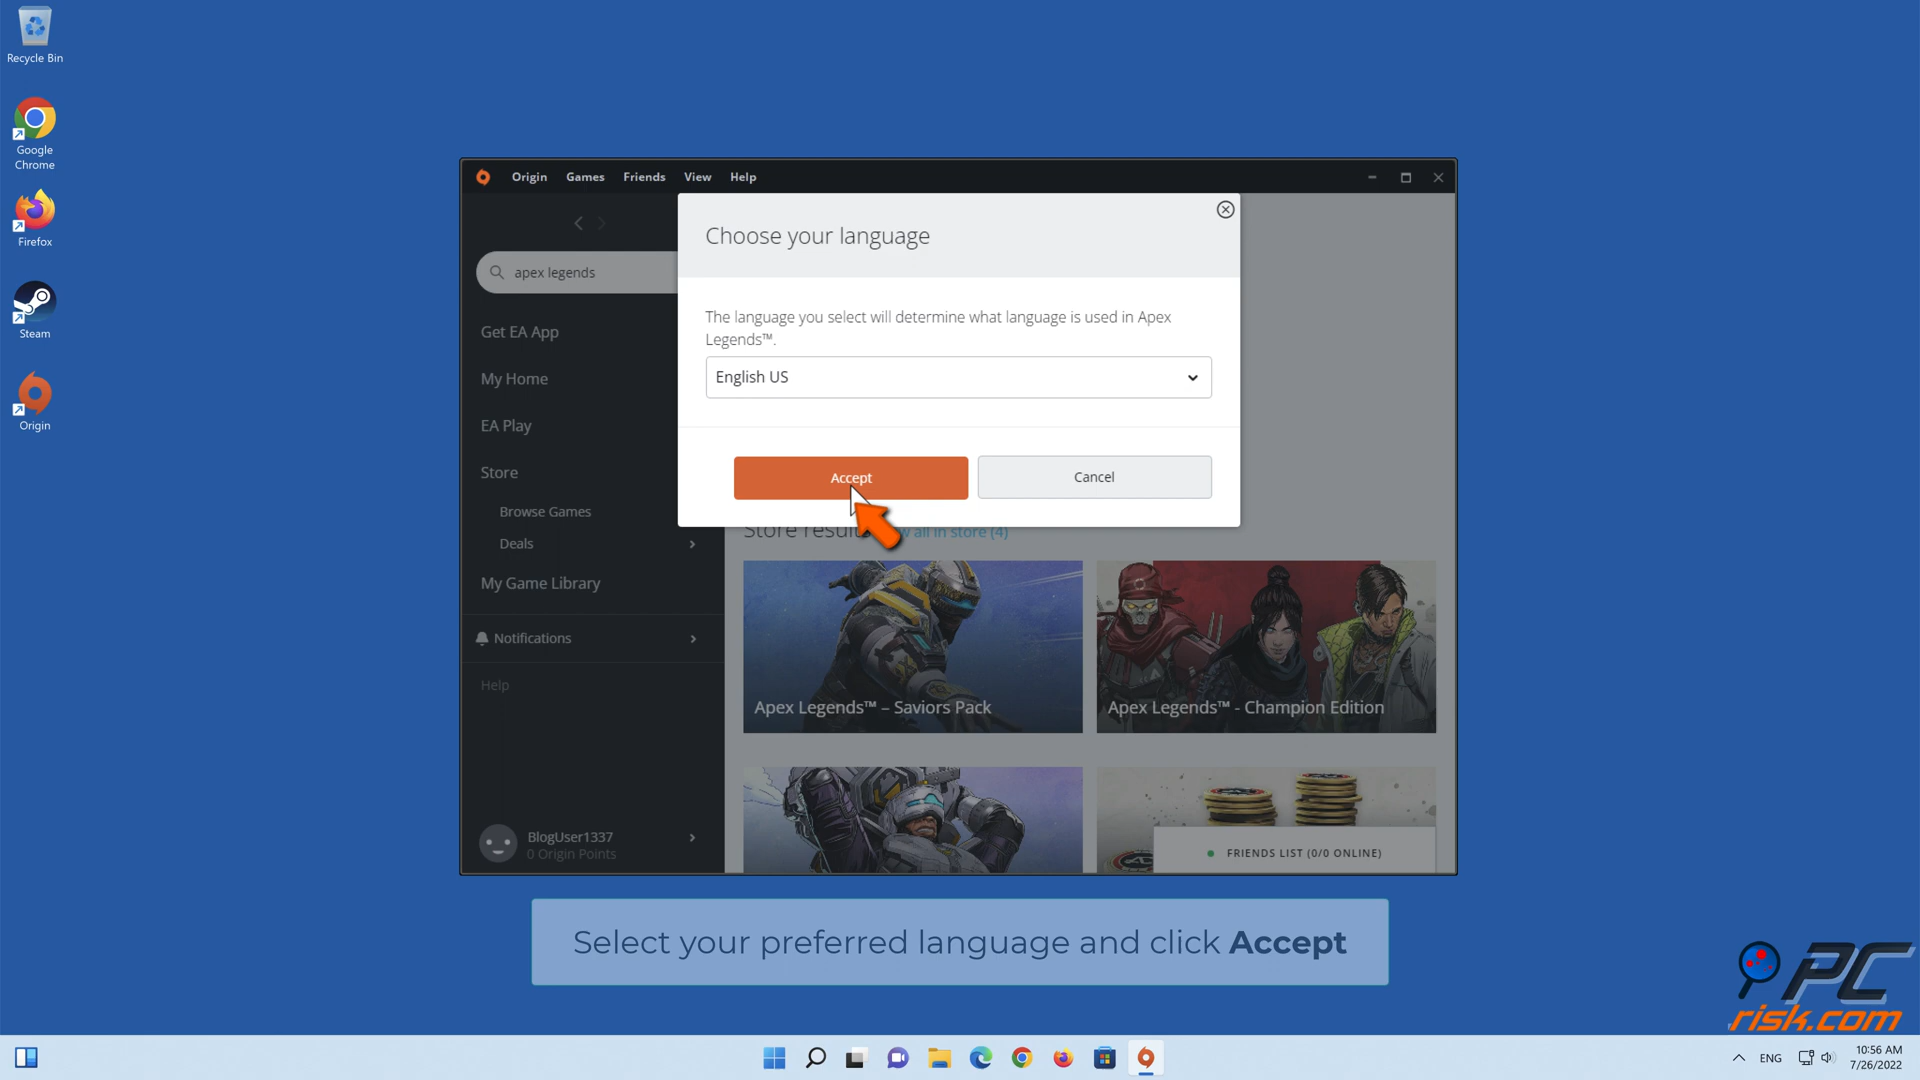 Recycle Bin
Google
Chrome
Firefox
Steam
Origin
Origin Games Friends View Help
apex legends
Get EA App
My Home
EA Play
Store
Browse Games
Deals
My Game Library
Notifications
Help
BlogUser1337
0 Origin Points
Choose your language
The language you select will determine what language is used in Apex
Legends™.
English US
Accept
Cancel
Store results all in store (4)
Apex Legends™ – Saviors Pack
Apex Legends™ - Champion Edition
FRIENDS LIST (0/0 ONLINE)
Select your preferred language and click Accept
PC
risk.com
ENG
10:56 AM
7/26/2022